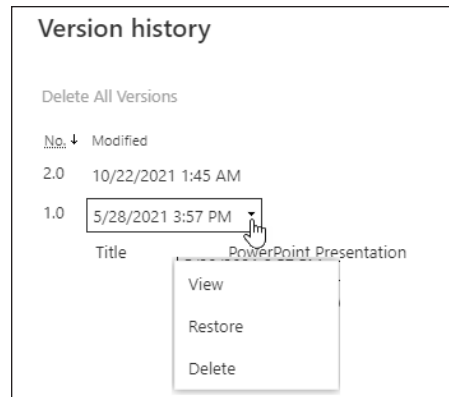 Version history
Delete All Versions
No. Modified
2.0 10/22/2021 1:45 AM
1.0 5/28/2021 3:57 PM
Title PowerPoint Presentation
View
Restore
Delete